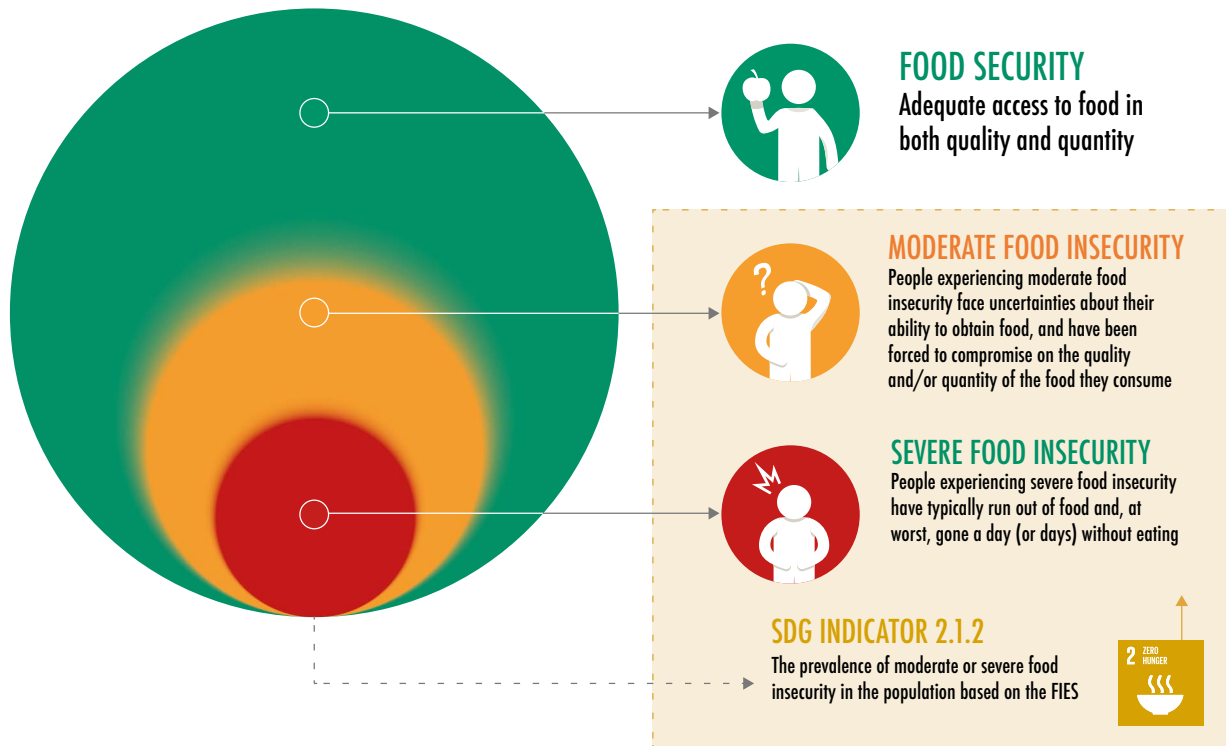 FOOD SECURITY
Adequate access to food in
both quality and quantity
?
MODERATE FOOD INSECURITY
People experiencing moderate food
insecurity face uncertainties about their
ability to obtain food, and have been
forced to compromise on the quality
and/or quantity of the food they consume
SEVERE FOOD INSECURITY
People experiencing severe food insecurity
have typically run out of food and, at
worst, gone a day (or days) without eating
SDG INDICATOR 2.1.2
The prevalence of moderate or severe food
insecurity in the population based on the FIES
2 ZERO
HUNGER